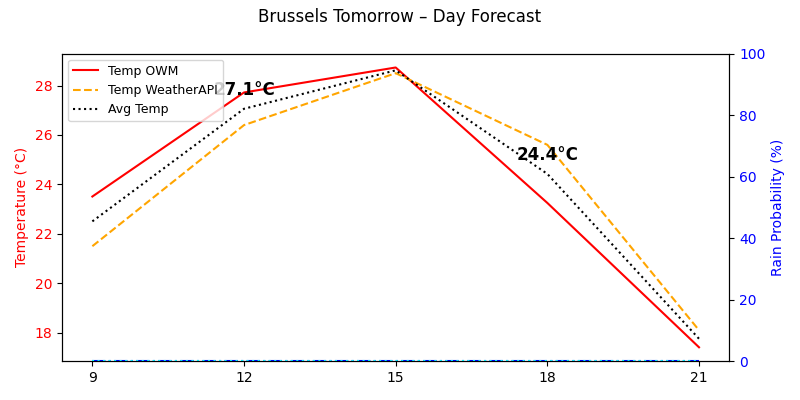 Brussels Tomorrow – Day Forecast
Temp OWM
Temp WeatherAPI
Avg Temp
27.1°C
24.4°C
Temperature (°C)
28
26
24
22
20
18
Rain Probability (%)
100
80
60
40
20
0
9 12 15 18 21